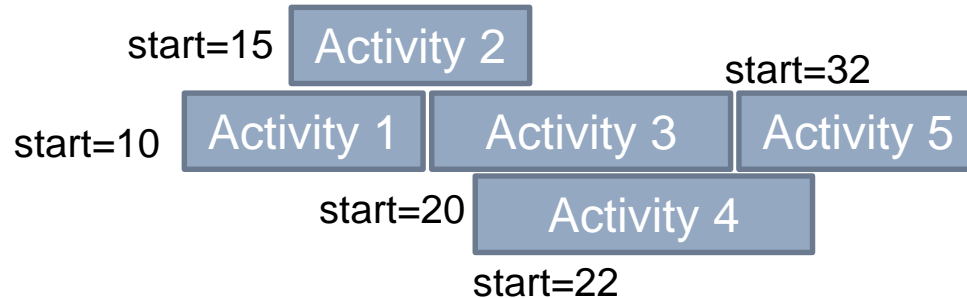 start=15 Activity 2
start=32
start=10 Activity 1 Activity 3 Activity 5
start=20 Activity 4
start=22